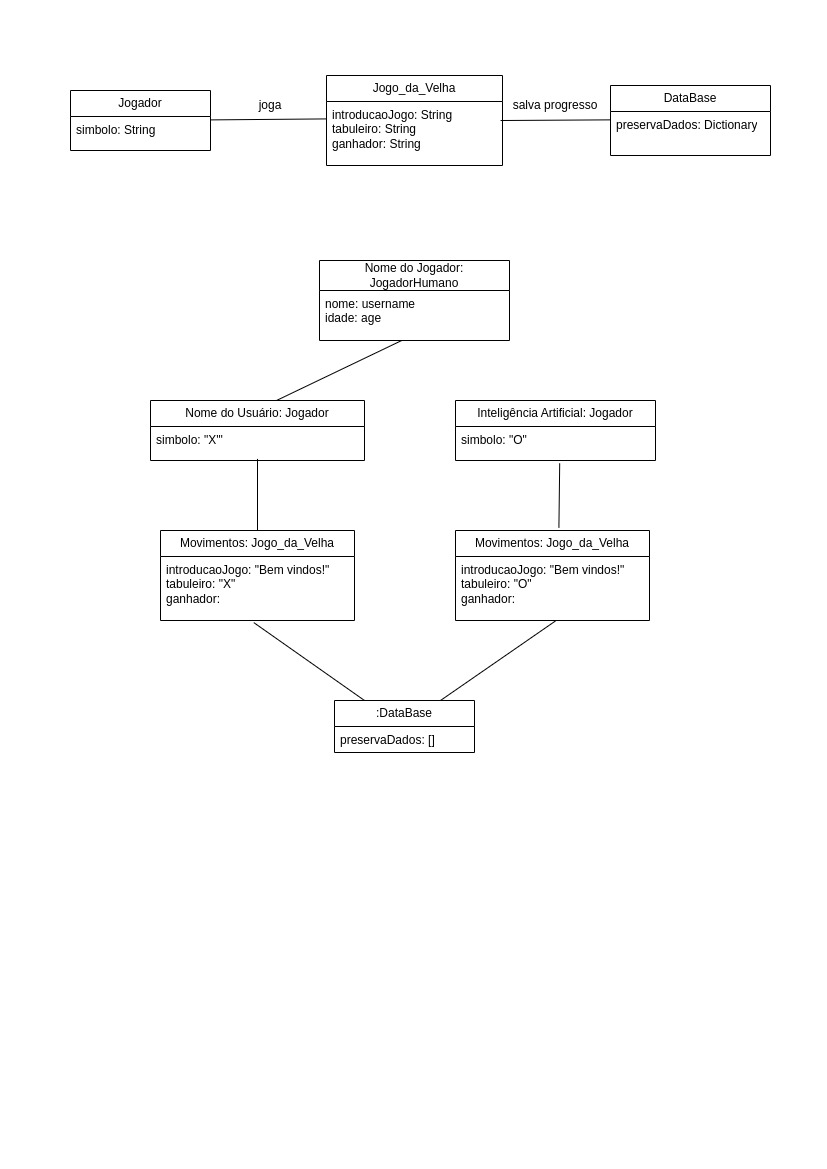 Jogador
simbolo: String
joga
Jogo_da_Velha
introducaoJogo: String
tabuleiro: String
ganhador: String
salva progresso
DataBase
preservaDados: Dictionary
Nome do Jogador:
JogadorHumano
nome: username
idade: age
Nome do Usuário: Jogador
simbolo: "X'"
Inteligência Artificial: Jogador
simbolo: "O"
Movimentos: Jogo_da_Velha
introducaoJogo: "Bem vindos!"
tabuleiro: "X"
ganhador:
Movimentos: Jogo_da_Velha
introducaoJogo: "Bem vindos!"
tabuleiro: "O"
ganhador:
:DataBase
preservaDados: []